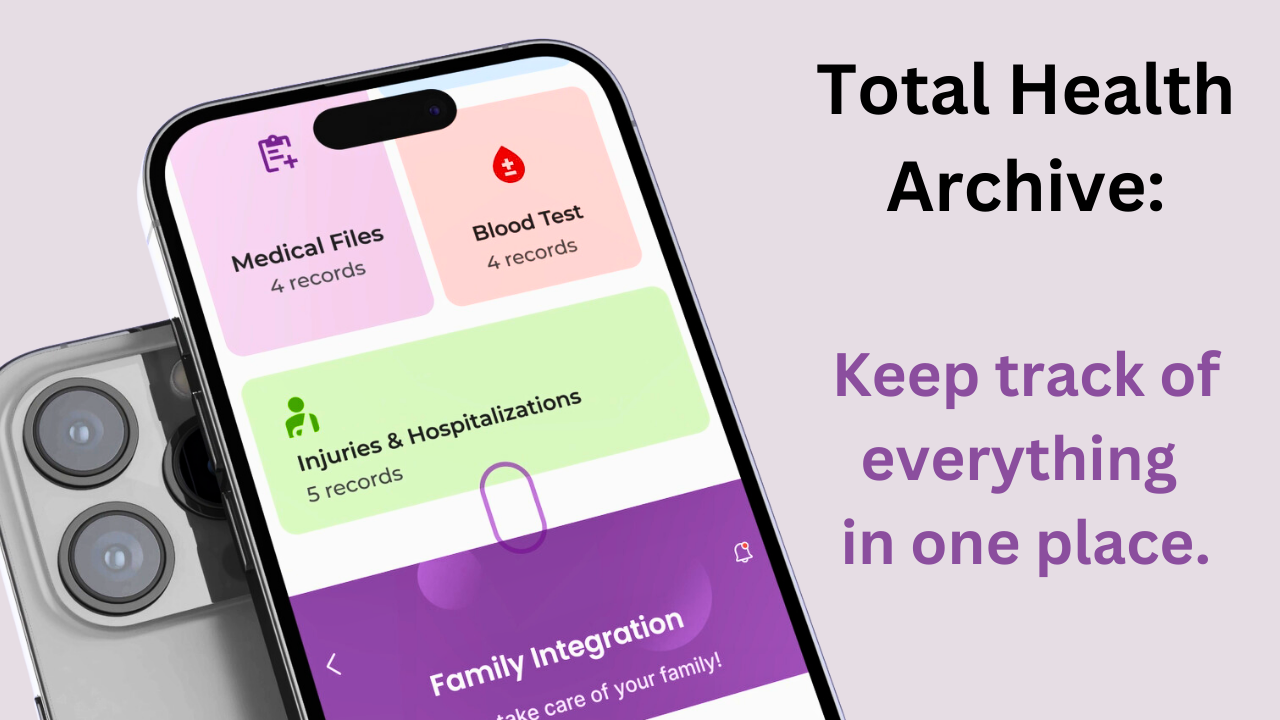 Total Health
Archive:
Keep track of
everything
in one place.
Medical Files
4 records
Blood Test
4 records
Injuries & Hospitalizations
5 records
Family Integration
take care of your family!